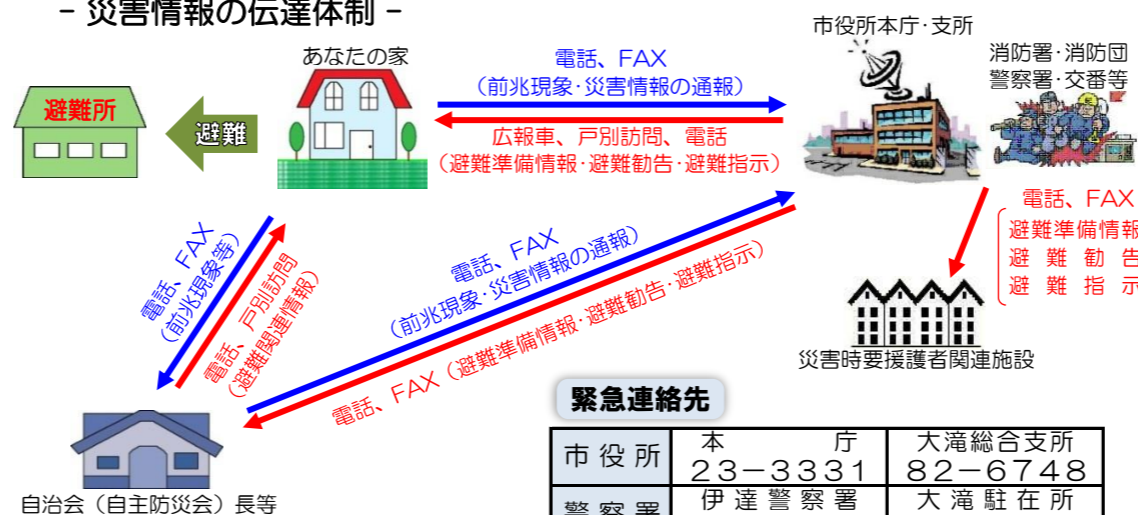 - 災害情報の伝達体制 -
市役所本庁･支所
あなたの家
消防署･消防団
警察署･交番等
電話、FAX
（前兆現象･災害情報の通報）
避難所
避難
広報車、戸別訪問、電話
（避難準備情報･避難勧告･避難指示）
電話、FAX
避難準備情報
避難勧告
避難指示
電話、FAX
（前兆現象等）
電話、戸別訪問
（避難関連情報）
電話、FAX
（前兆現象･災害情報の通報）
電話、FAX（避難準備情報･避難勧告･避難指示）
災害時要援護者関連施設
緊急連絡先
市役所 本庁 大滝総合支所
23−3331 82−6748
警察署 伊達警察署 大滝駐在所
自治会（自主防災会）長等